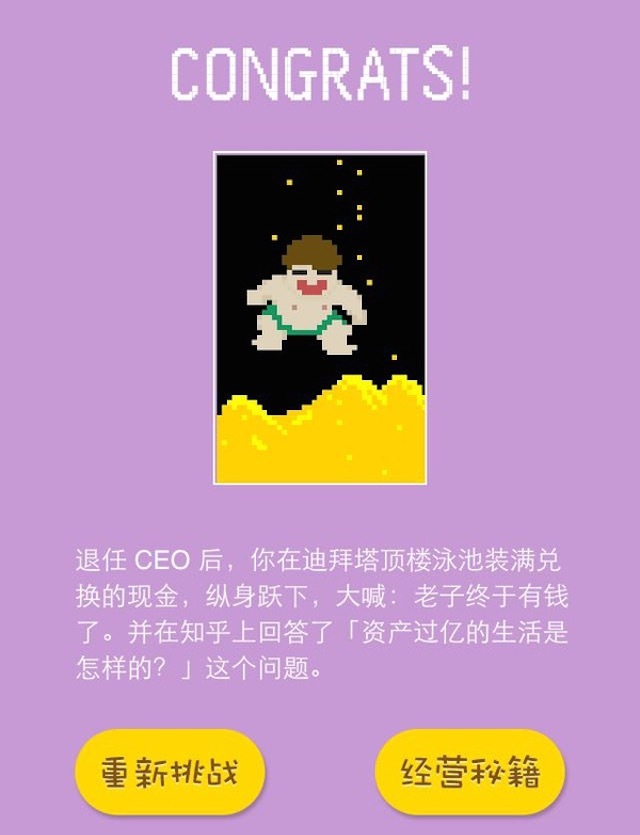 CONGRATS!
退任 CEO 后，你在迪拜塔顶楼泳池装满兑
换的现金，纵身跃下，大喊：老子终于有钱
了。并在知乎上回答了「资产过亿的生活是
怎样的？」这个问题。
重新挑战
经营秘籍